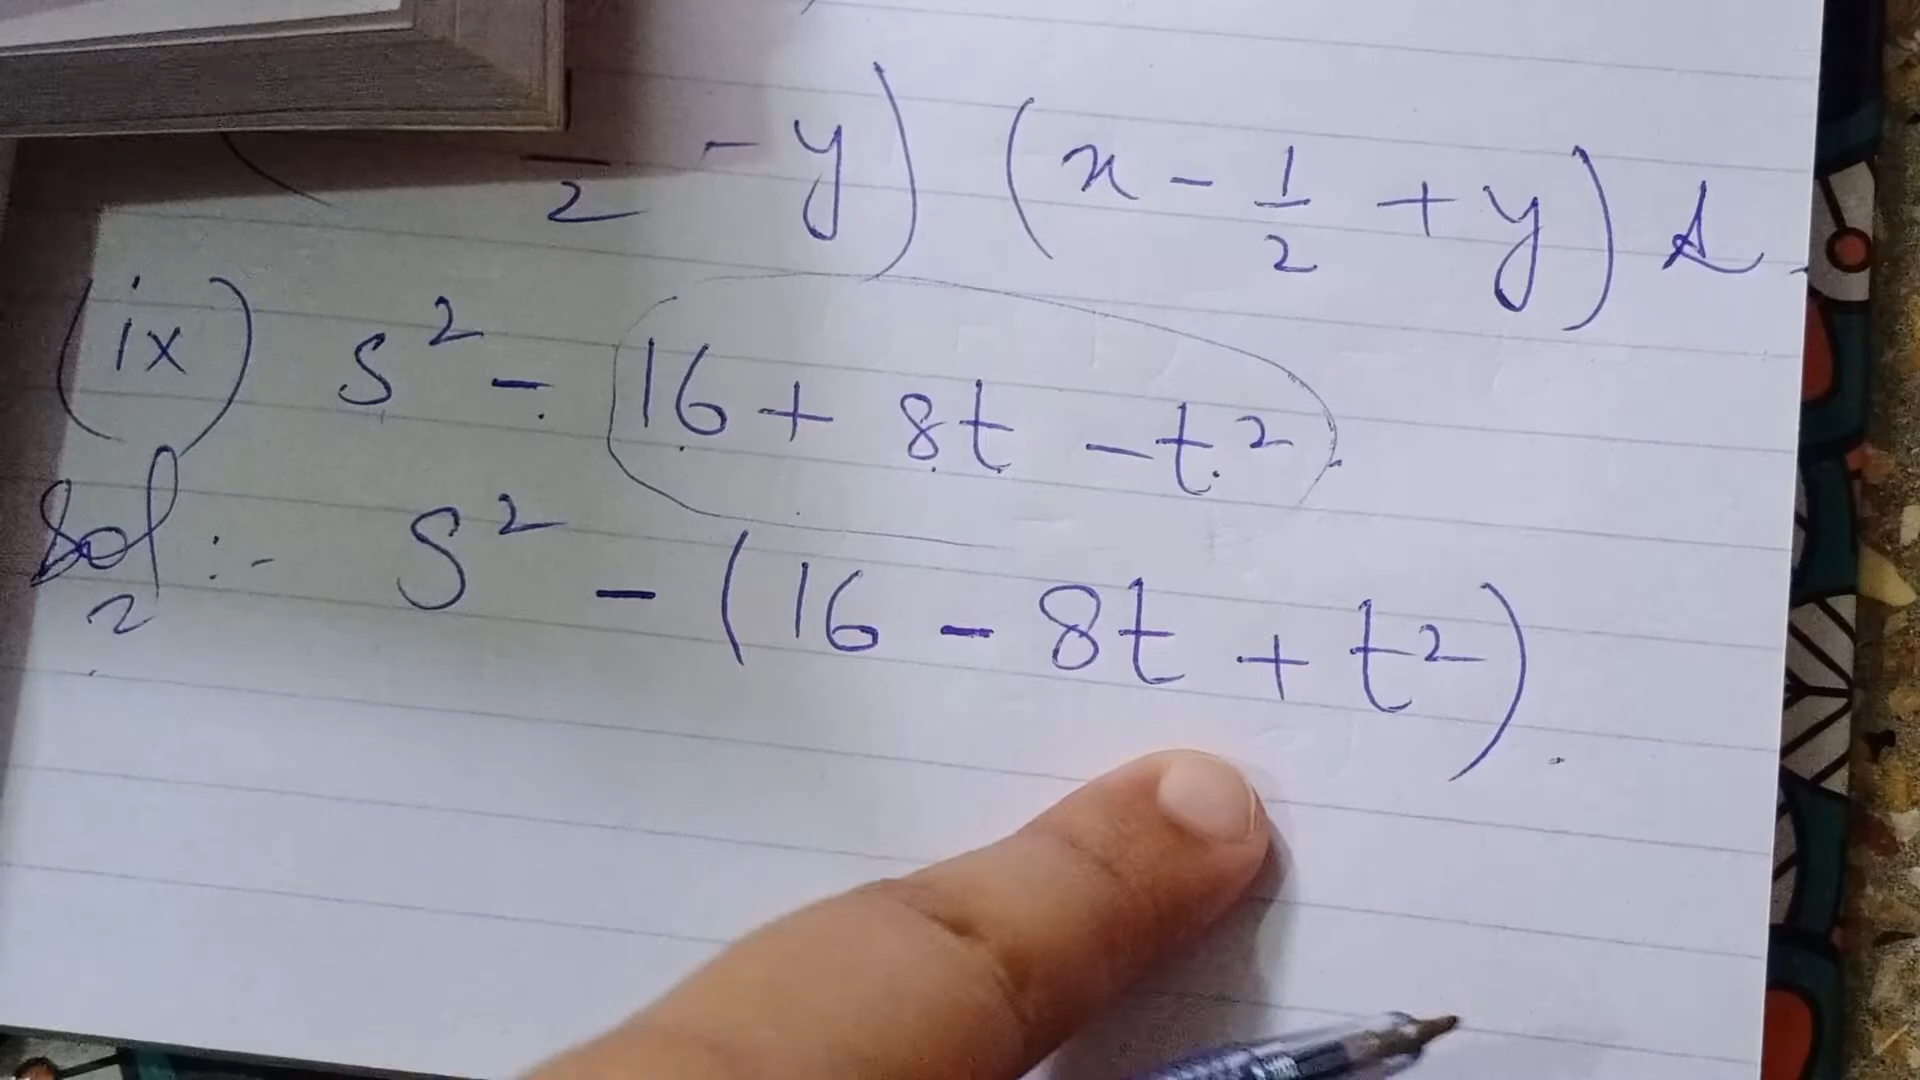 /2 - y) (x - 1/2 + y) A
(ix) s² - 16 + 8t - t²
Sol :- S² - (16 - 8t + t²).